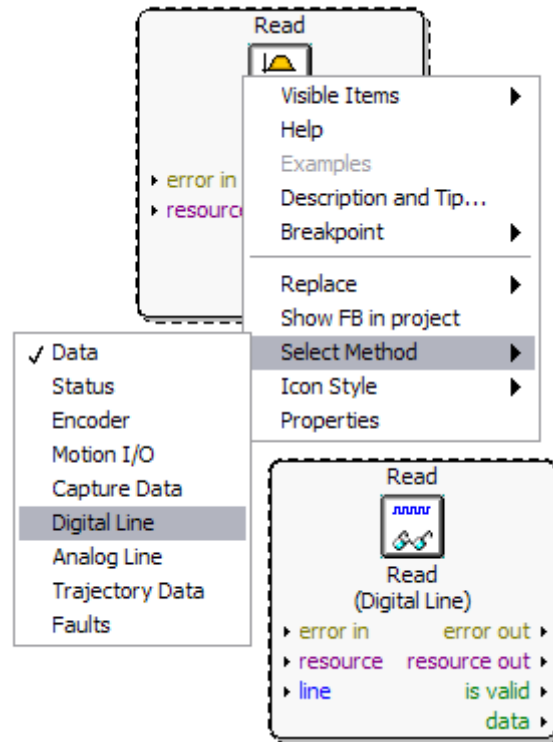 Read
error in
resourc
Visible Items
Help
Examples
Description and Tip...
Breakpoint
Replace
Show FB in project
Select Method
Icon Style
Properties
Data
Status
Encoder
Motion I/O
Capture Data
Digital Line
Analog Line
Trajectory Data
Faults
Read
Read
(Digital Line)
error in error out
resource resource out
line is valid
data